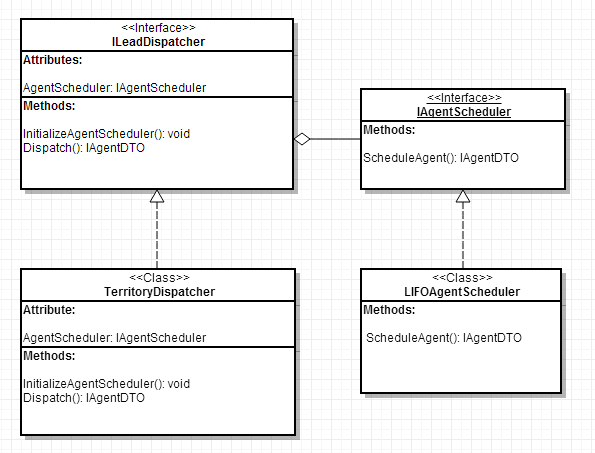 <<Interface>>
ILeadDispatcher
Attributes:
AgentScheduler: IAgentScheduler
Methods:
InitializeAgentScheduler(): void
Dispatch(): IAgentDTO
<<Interface>>
IAgentScheduler
Methods:
ScheduleAgent(): IAgentDTO
<<Class>>
TerritoryDispatcher
Attribute:
AgentScheduler: IAgentScheduler
Methods:
InitializeAgentScheduler(): void
Dispatch(): IAgentDTO
<<Class>>
LIFOAgentScheduler
Methods:
ScheduleAgent(): IAgentDTO